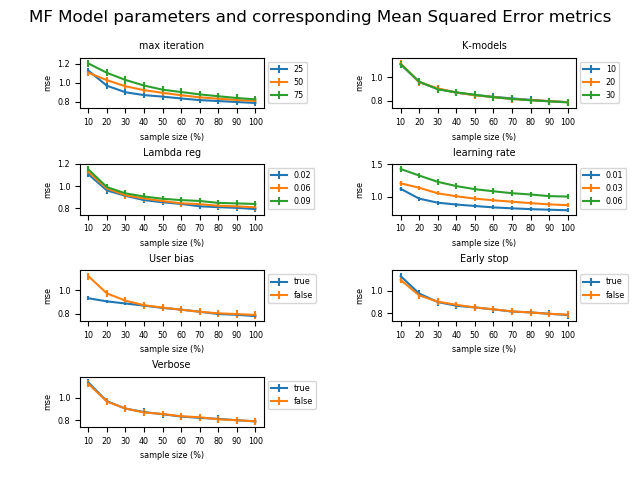 MF Model parameters and corresponding Mean Squared Error metrics
max iteration
mse
1.2
1.0
0.8
10 20 30 40 50 60 70 80 90 100
sample size (%)
25
50
75
K-models
mse
1.0
0.8
10 20 30 40 50 60 70 80 90 100
sample size (%)
10
20
30
Lambda reg
mse
1.2
1.0
0.8
10 20 30 40 50 60 70 80 90 100
sample size (%)
0.02
0.06
0.09
learning rate
mse
1.5
1.0
10 20 30 40 50 60 70 80 90 100
sample size (%)
0.01
0.03
0.06
User bias
mse
1.0
0.8
10 20 30 40 50 60 70 80 90 100
sample size (%)
true
false
Early stop
mse
1.0
0.8
10 20 30 40 50 60 70 80 90 100
sample size (%)
true
false
Verbose
mse
1.0
0.8
10 20 30 40 50 60 70 80 90 100
sample size (%)
true
false